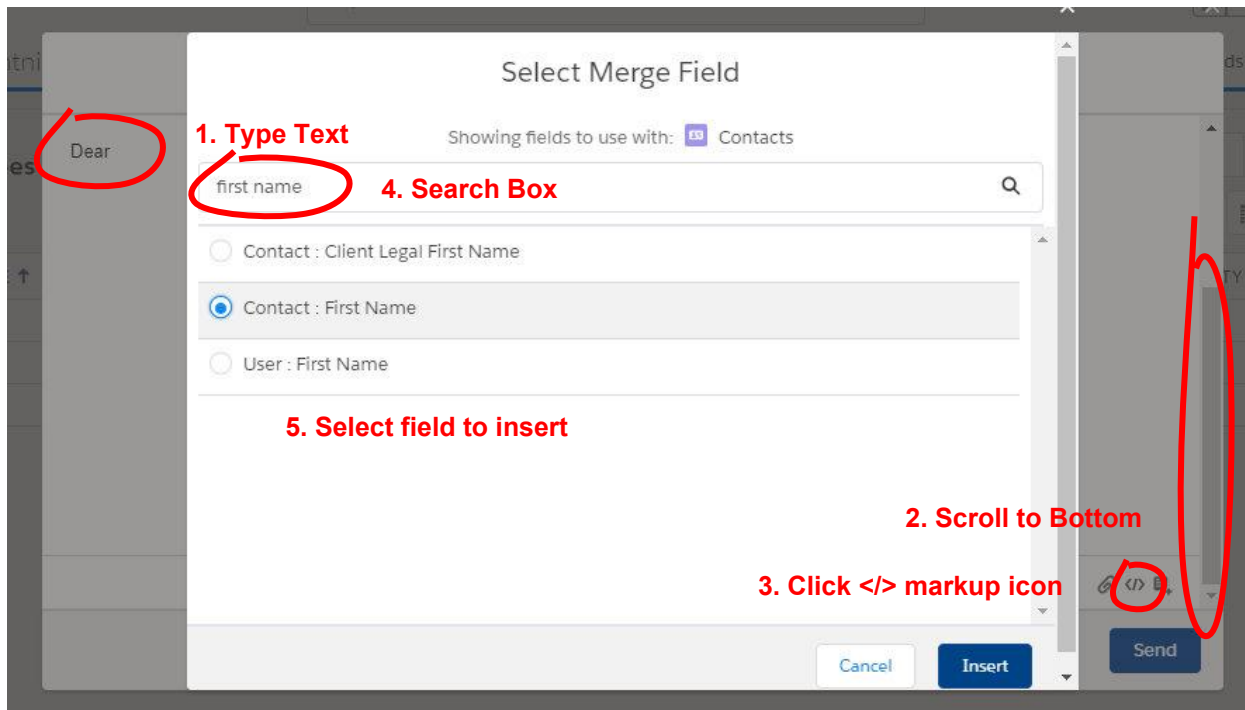 Select Merge Field
Dear
1. Type Text
Showing fields to use with: Contacts
first name
4. Search Box
Contact : Client Legal First Name
Contact : First Name
User : First Name
5. Select field to insert
2. Scroll to Bottom
3. Click </> markup icon
</>
Cancel
Insert
Send